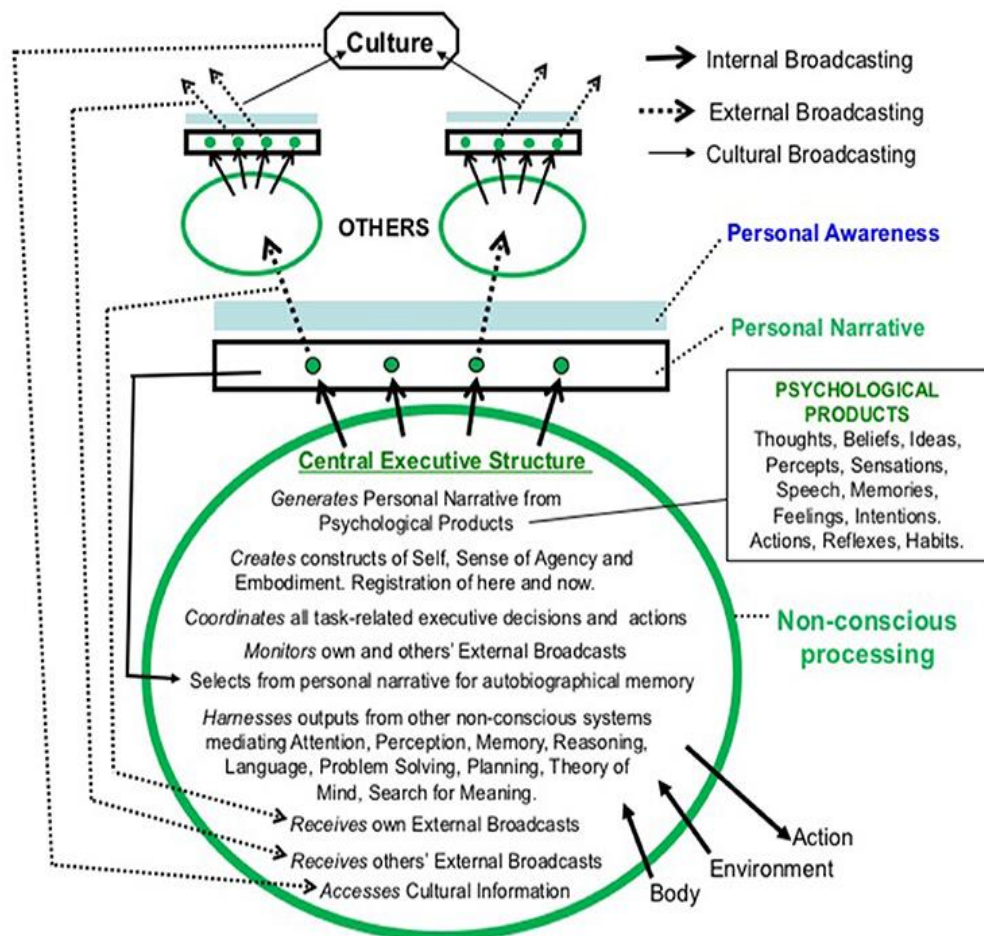 Culture
Internal Broadcasting
External Broadcasting
Cultural Broadcasting
OTHERS
Personal Awareness
Personal Narrative
PSYCHOLOGICAL
PRODUCTS
Thoughts, Beliefs, Ideas,
Percepts, Sensations,
Speech, Memories,
Feelings, Intentions.
Actions, Reflexes, Habits.
Central Executive Structure
Generates Personal Narrative from
Psychological Products
Creates constructs of Self, Sense of Agency and
Embodiment. Registration of here and now.
Coordinates all task-related executive decisions and actions
Monitors own and others' External Broadcasts
Selects from personal narrative for autobiographical memory
Harnesses outputs from other non-conscious systems
mediating Attention, Perception, Memory, Reasoning,
Language, Problem Solving, Planning, Theory of
Mind, Search for Meaning.
Receives own External Broadcasts
Receives others' External Broadcasts
Accesses Cultural Information
Non-conscious
processing
Action
Environment
Body